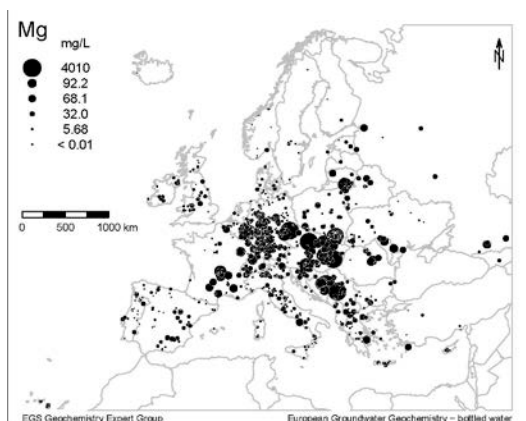 Mg
mg/L
4010
92.2
68.1
32.0
5.68
< 0.01
N
0 500 1000 km
EGS Geochemistry Expert Group
European Groundwater Geochemistry – bottled water